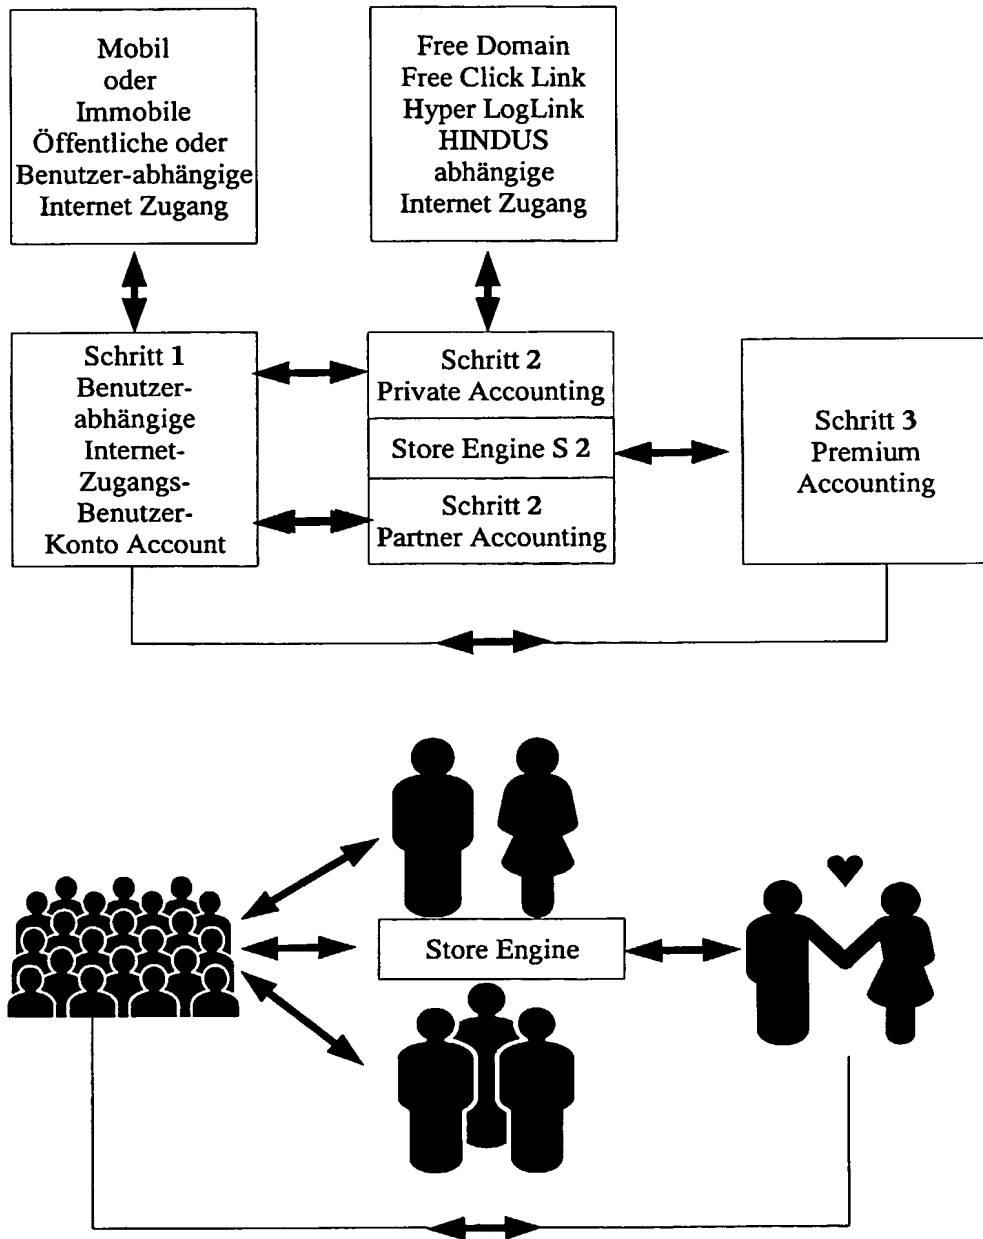 Mobil
oder
Immobile
Öffentliche oder
Benutzer-abhängige
Internet Zugang
Free Domain
Free Click Link
Hyper LogLink
HINDUS
abhängige
Internet Zugang
Schritt 1
Benutzer-
abhängige
Internet-
Zugangs-
Benutzer-
Konto Account
Schritt 2
Private Accounting
Store Engine S 2
Schritt 2
Partner Accounting
Schritt 3
Premium
Accounting
Store Engine